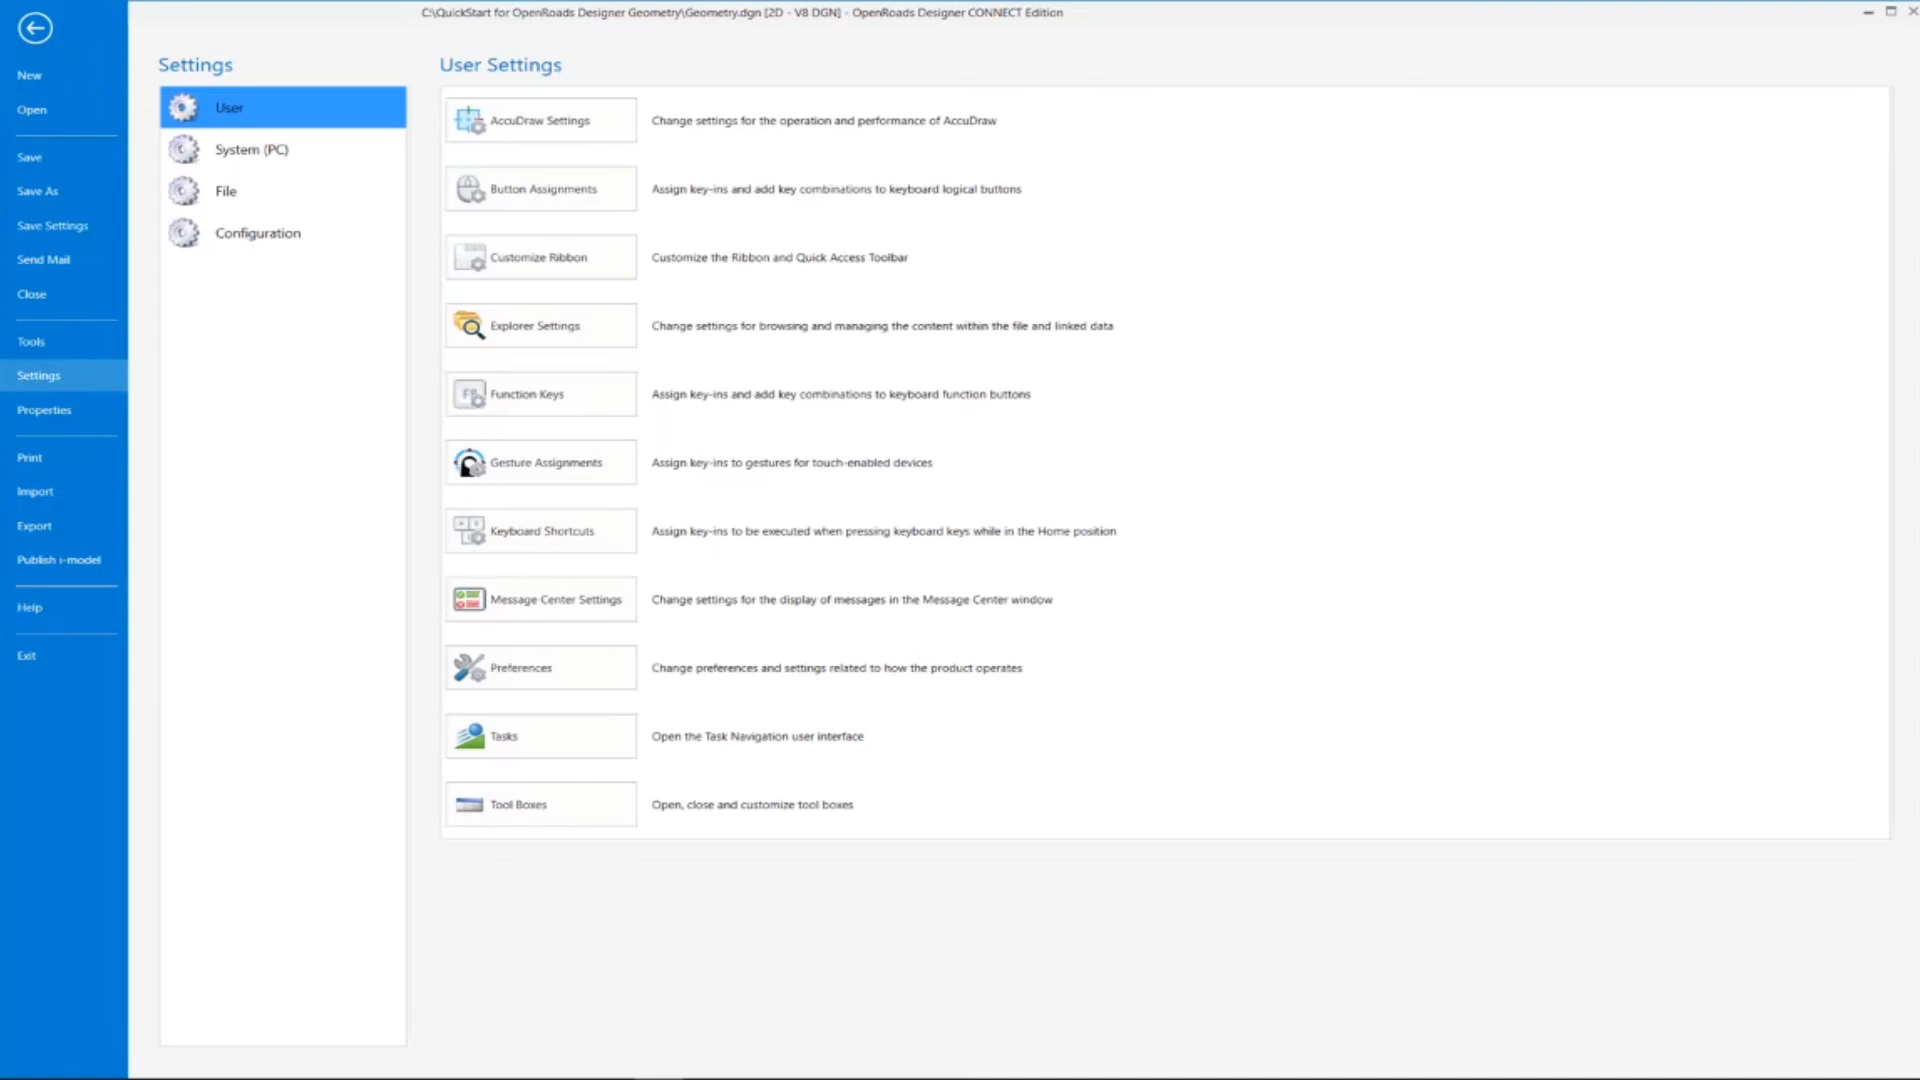 C:\QuickStart for OpenRoads Designer Geometry\Geometry.dgn [2D - V8 DGN] - OpenRoads Designer CONNECT Edition
New
Open
Save
Save As
Save Settings
Send Mail
Close
Tools
Settings
Properties
Print
Import
Export
Publish i-model
Help
Exit
Settings
User
System (PC)
File
Configuration
User Settings
AccuDraw Settings Change settings for the operation and performance of AccuDraw
Button Assignments Assign key-ins and add key combinations to keyboard logical buttons
Customize Ribbon Customize the Ribbon and Quick Access Toolbar
Explorer Settings Change settings for browsing and managing the content within the file and linked data
Function Keys Assign key-ins and add key combinations to keyboard function buttons
Gesture Assignments Assign key-ins to gestures for touch-enabled devices
Keyboard Shortcuts Assign key-ins to be executed when pressing keyboard keys while in the Home position
Message Center Settings Change settings for the display of messages in the Message Center window
Preferences Change preferences and settings related to how the product operates
Tasks Open the Task Navigation user interface
Tool Boxes Open, close and customize tool boxes